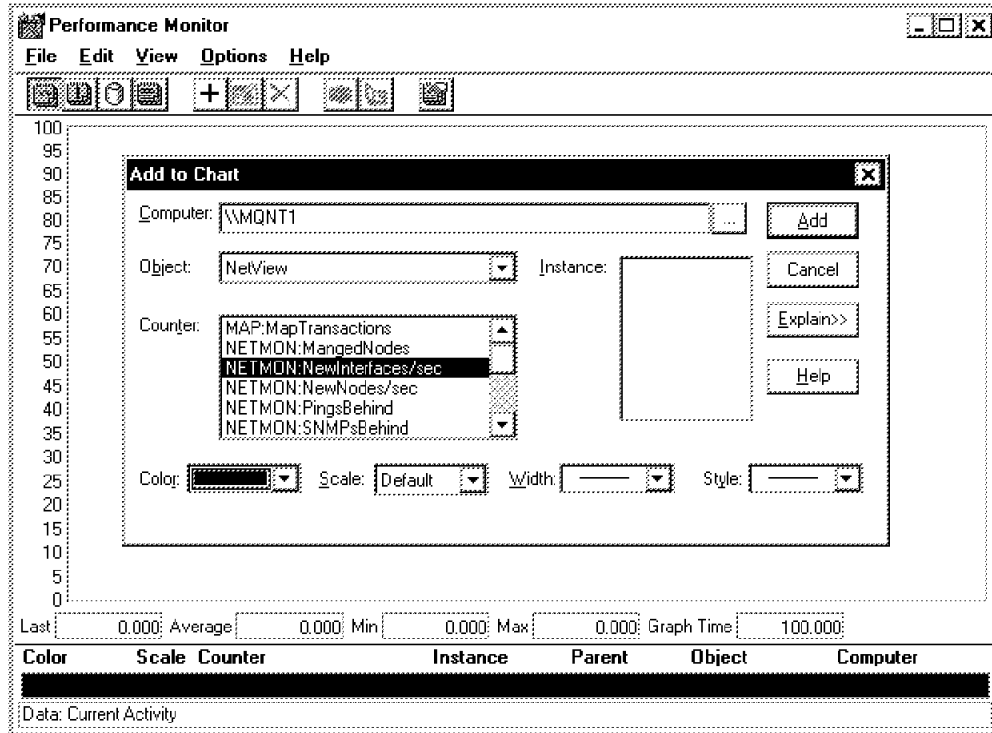 Performance Monitor
File Edit View Options Help
100
95
90
85
80
75
70
65
60
55
50
45
40
35
30
25
20
15
10
5
0
Add to Chart
Computer: \\MQNT1 ... Add
Object: NetView Instance: Cancel
Counter: MAP:MapTransactions Explain>>
NETMON:MangedNodes
NETMON:NewInterfaces/sec Help
NETMON:NewNodes/sec
NETMON:PingsBehind
NETMON:SNMPsBehind
Color: Scale: Default Width: Style:
Last 0.000 Average 0.000 Min 0.000 Max 0.000 Graph Time 100.000
Color Scale Counter Instance Parent Object Computer
Data: Current Activity